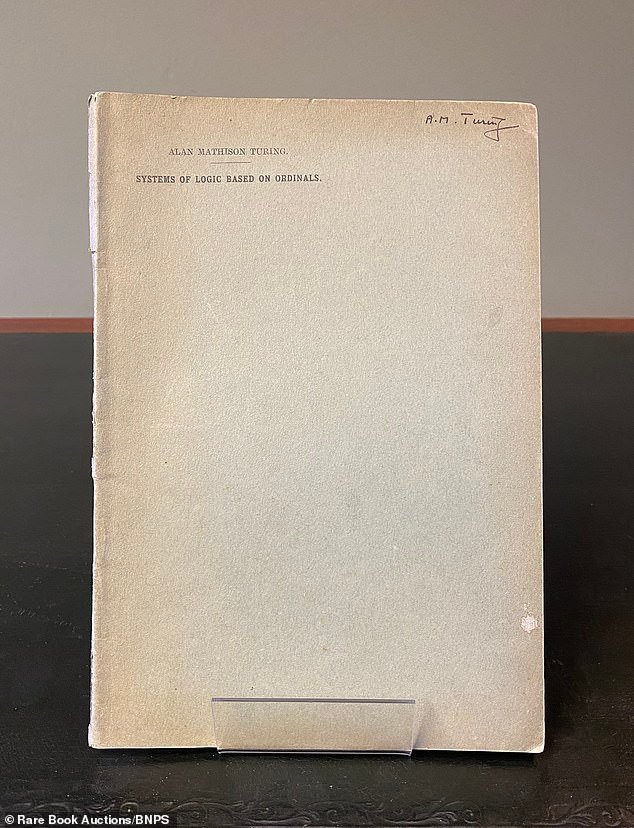 A.M. Turing
ALAN MATHISON TURING.
SYSTEMS OF LOGIC BASED ON ORDINALS.
© Rare Book Auctions/BNPS